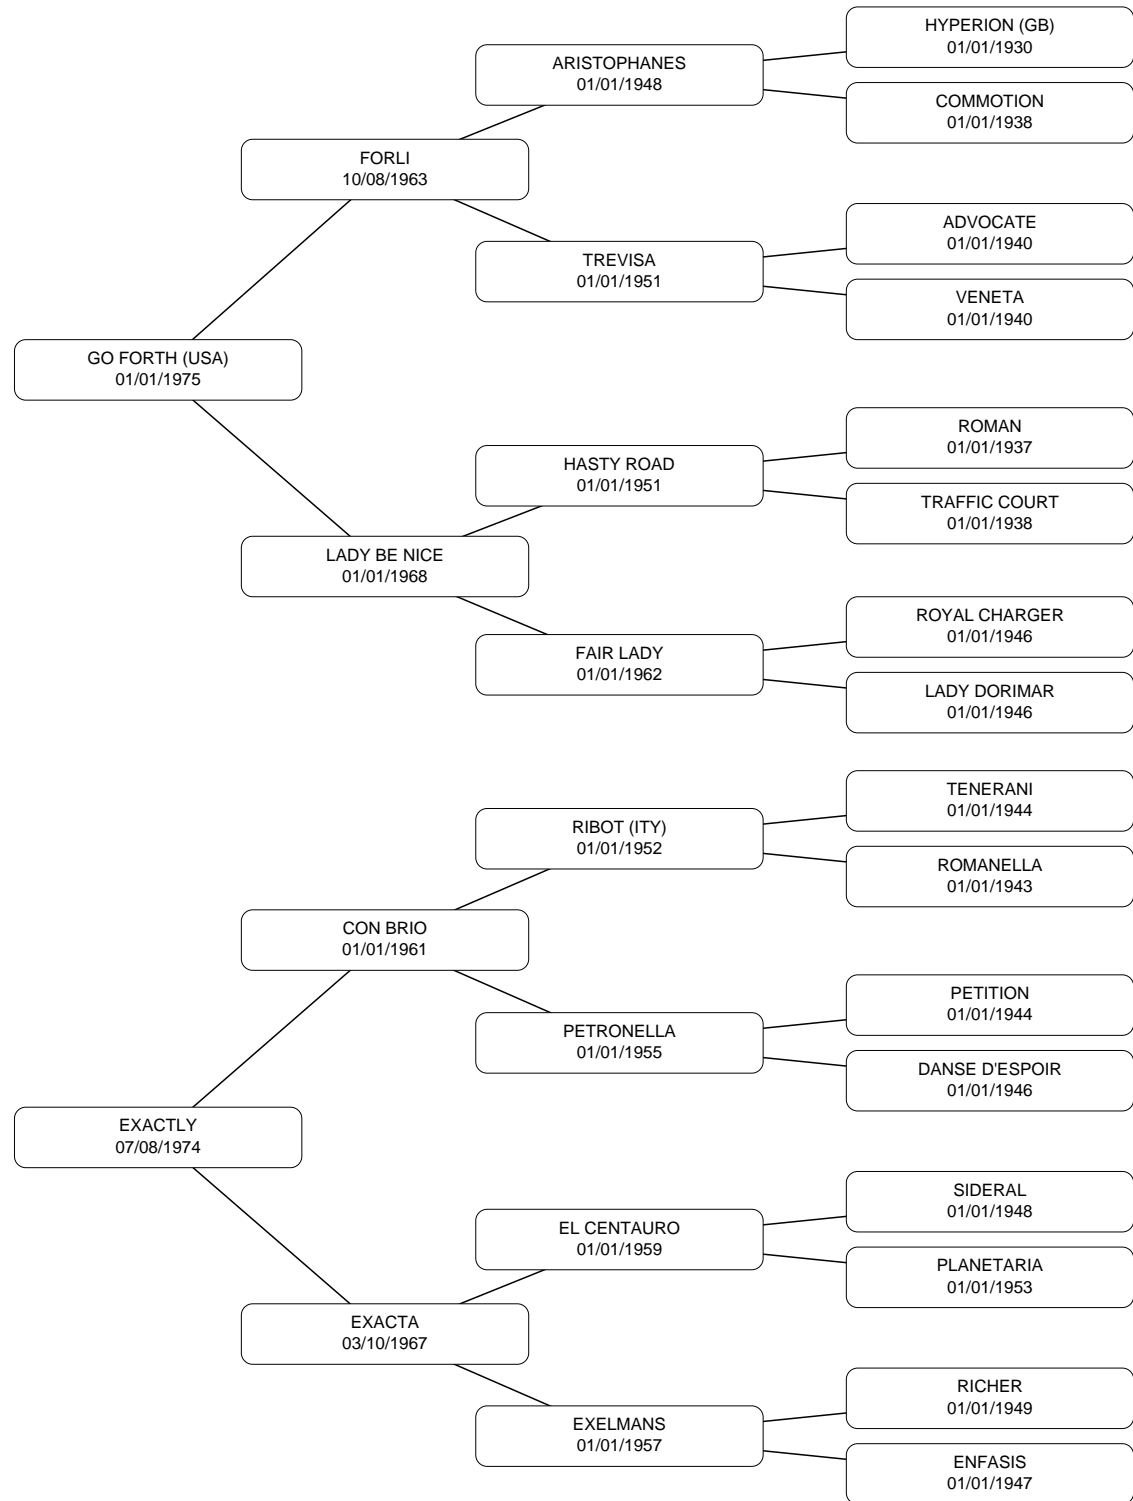 HYPERION (GB)
01/01/1930
ARISTOPHANES
01/01/1948
COMMOTION
01/01/1938
FORLI
10/08/1963
ADVOCATE
01/01/1940
TREVISA
01/01/1951
VENETA
01/01/1940
GO FORTH (USA)
01/01/1975
ROMAN
01/01/1937
HASTY ROAD
01/01/1951
TRAFFIC COURT
01/01/1938
LADY BE NICE
01/01/1968
ROYAL CHARGER
01/01/1946
FAIR LADY
01/01/1962
LADY DORIMAR
01/01/1946
TENERANI
01/01/1944
RIBOT (ITY)
01/01/1952
ROMANELLA
01/01/1943
CON BRIO
01/01/1961
PETITION
01/01/1944
PETRONELLA
01/01/1955
DANSE D'ESPOIR
01/01/1946
EXACTLY
07/08/1974
SIDERAL
01/01/1948
EL CENTAURO
01/01/1959
PLANETARIA
01/01/1953
EXACTA
03/10/1967
RICHER
01/01/1949
EXELMANS
01/01/1957
ENFASIS
01/01/1947